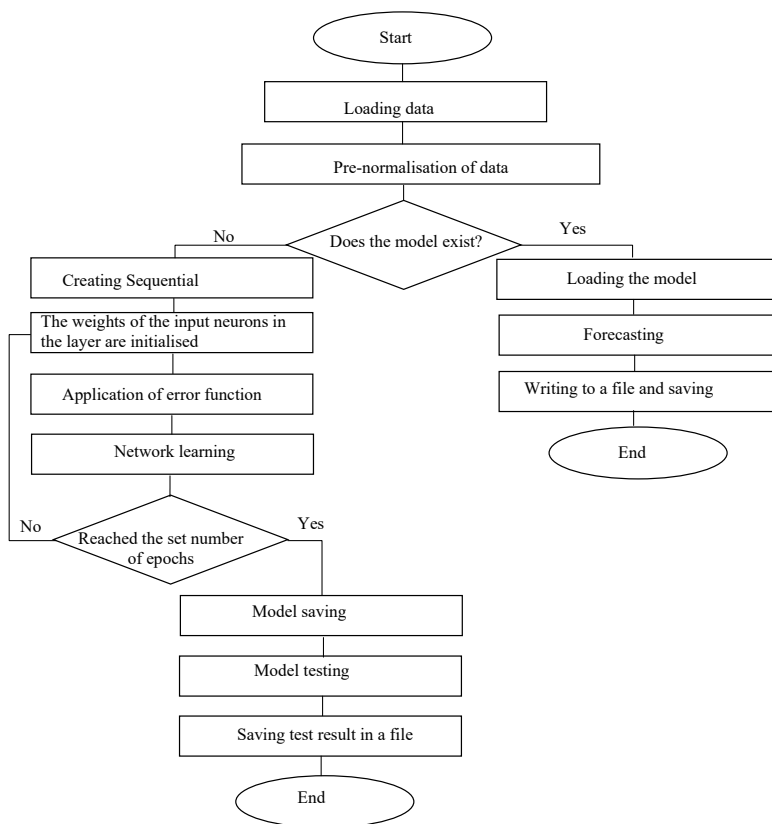 Start
Loading data
Pre-normalisation of data
No
Does the model exist?
Yes
Creating Sequential
Loading the model
The weights of the input neurons in
the layer are initialised
Forecasting
Application of error function
Writing to a file and saving
Network learning
End
No
Reached the set number
of epochs
Yes
Model saving
Model testing
Saving test result in a file
End